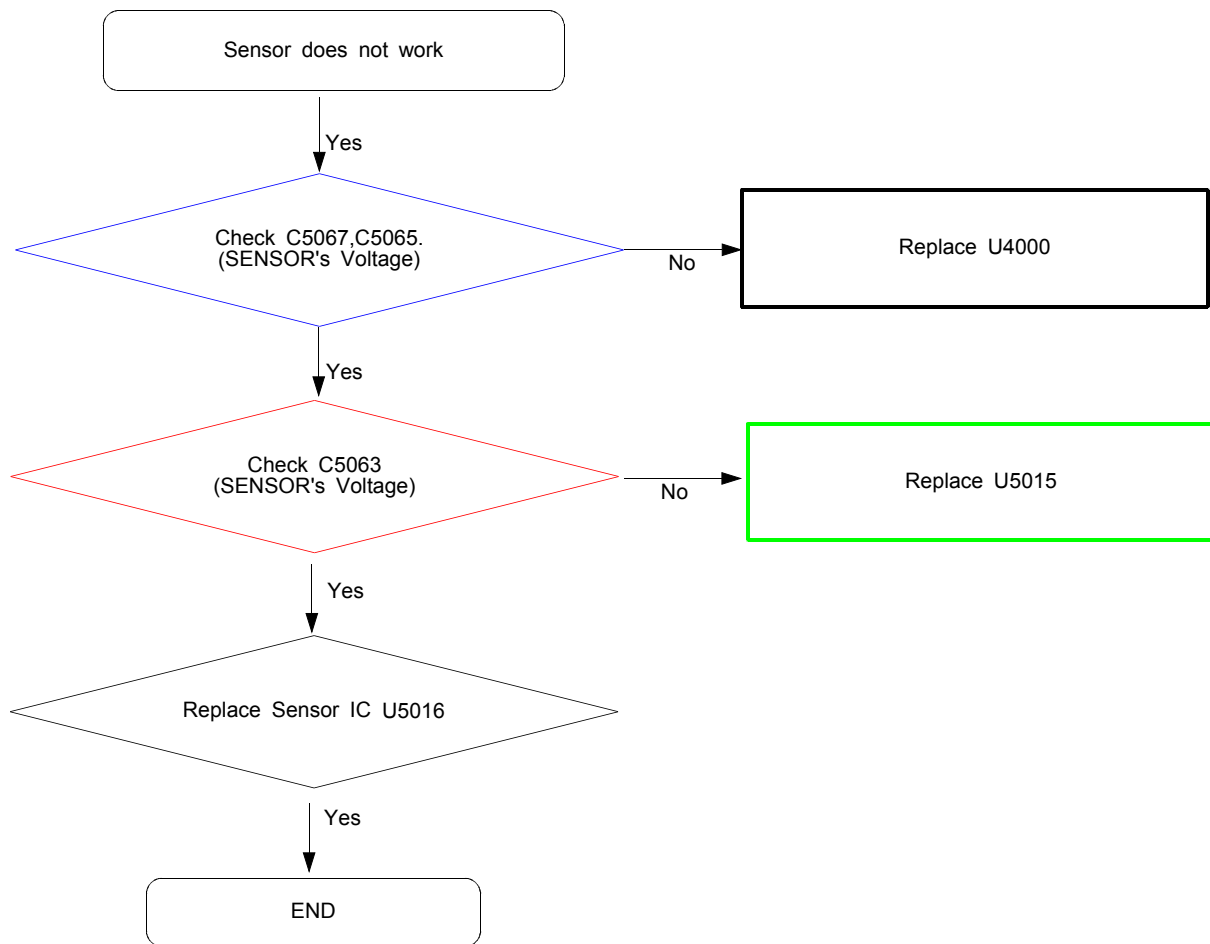 Sensor does not work
Yes
Check C5067,C5065.
(SENSOR's Voltage)
No
Replace U4000
Yes
Check C5063
(SENSOR's Voltage)
No
Replace U5015
Yes
Replace Sensor IC U5016
Yes
END